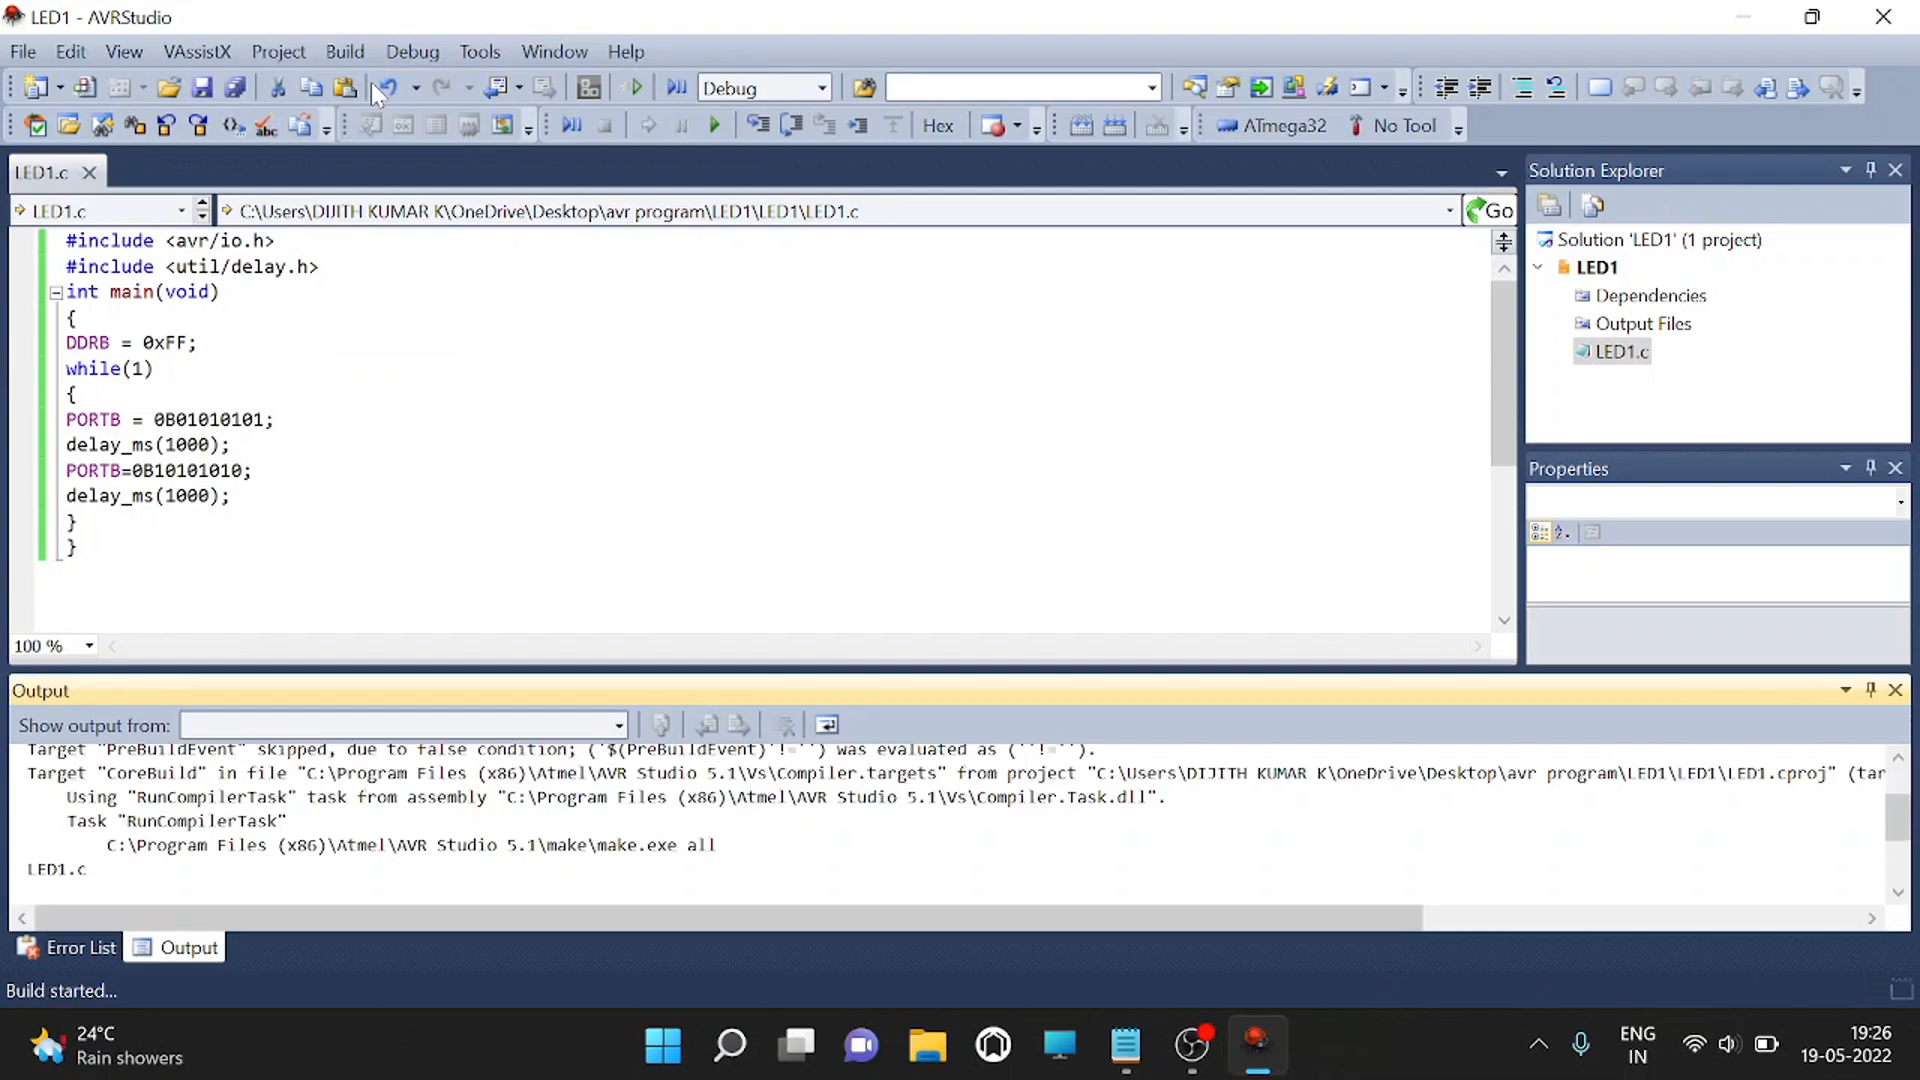 LED1 - AVRStudio
File Edit View VAssistX Project Build Debug Tools Window Help
Debug
Hex ATmega32 No Tool
LED1.c
LED1.c C:\Users\DIJITH KUMAR K\OneDrive\Desktop\avr program\LED1\LED1\LED1.c Go
#include <avr/io.h>
#include <util/delay.h>
int main(void)
{
DDRB = 0xFF;
while(1)
{
PORTB = 0B01010101;
delay_ms(1000);
PORTB=0B10101010;
delay_ms(1000);
}
}
100 %
Solution Explorer
Solution 'LED1' (1 project)
LED1
Dependencies
Output Files
LED1.c
Properties
Output
Show output from:
Target "PreBuildEvent" skipped, due to false condition; ('$(PreBuildEvent)'!='') was evaluated as (''!='').
Target "CoreBuild" in file "C:\Program Files (x86)\Atmel\AVR Studio 5.1\Vs\Compiler.targets" from project "C:\Users\DIJITH KUMAR K\OneDrive\Desktop\avr program\LED1\LED1\LED1.cproj" (tar
Using "RunCompilerTask" task from assembly "C:\Program Files (x86)\Atmel\AVR Studio 5.1\Vs\Compiler.Task.dll".
Task "RunCompilerTask"
C:\Program Files (x86)\Atmel\AVR Studio 5.1\make\make.exe all
LED1.c
Error List Output
Build started...
24°C
Rain showers
ENG
IN
19:26
19-05-2022